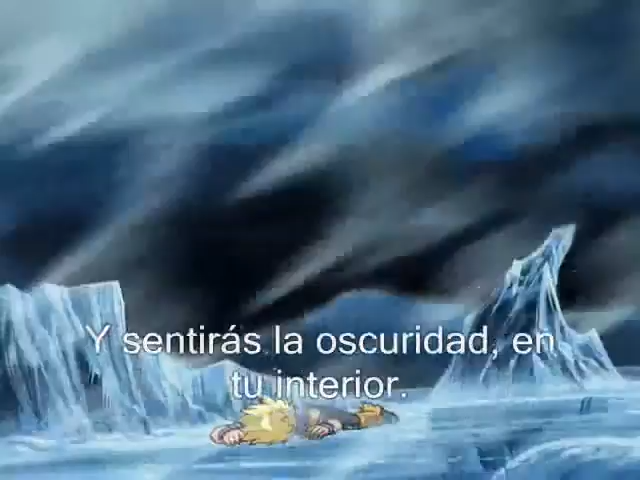 Y sentirás la oscuridad, en
tu interior.